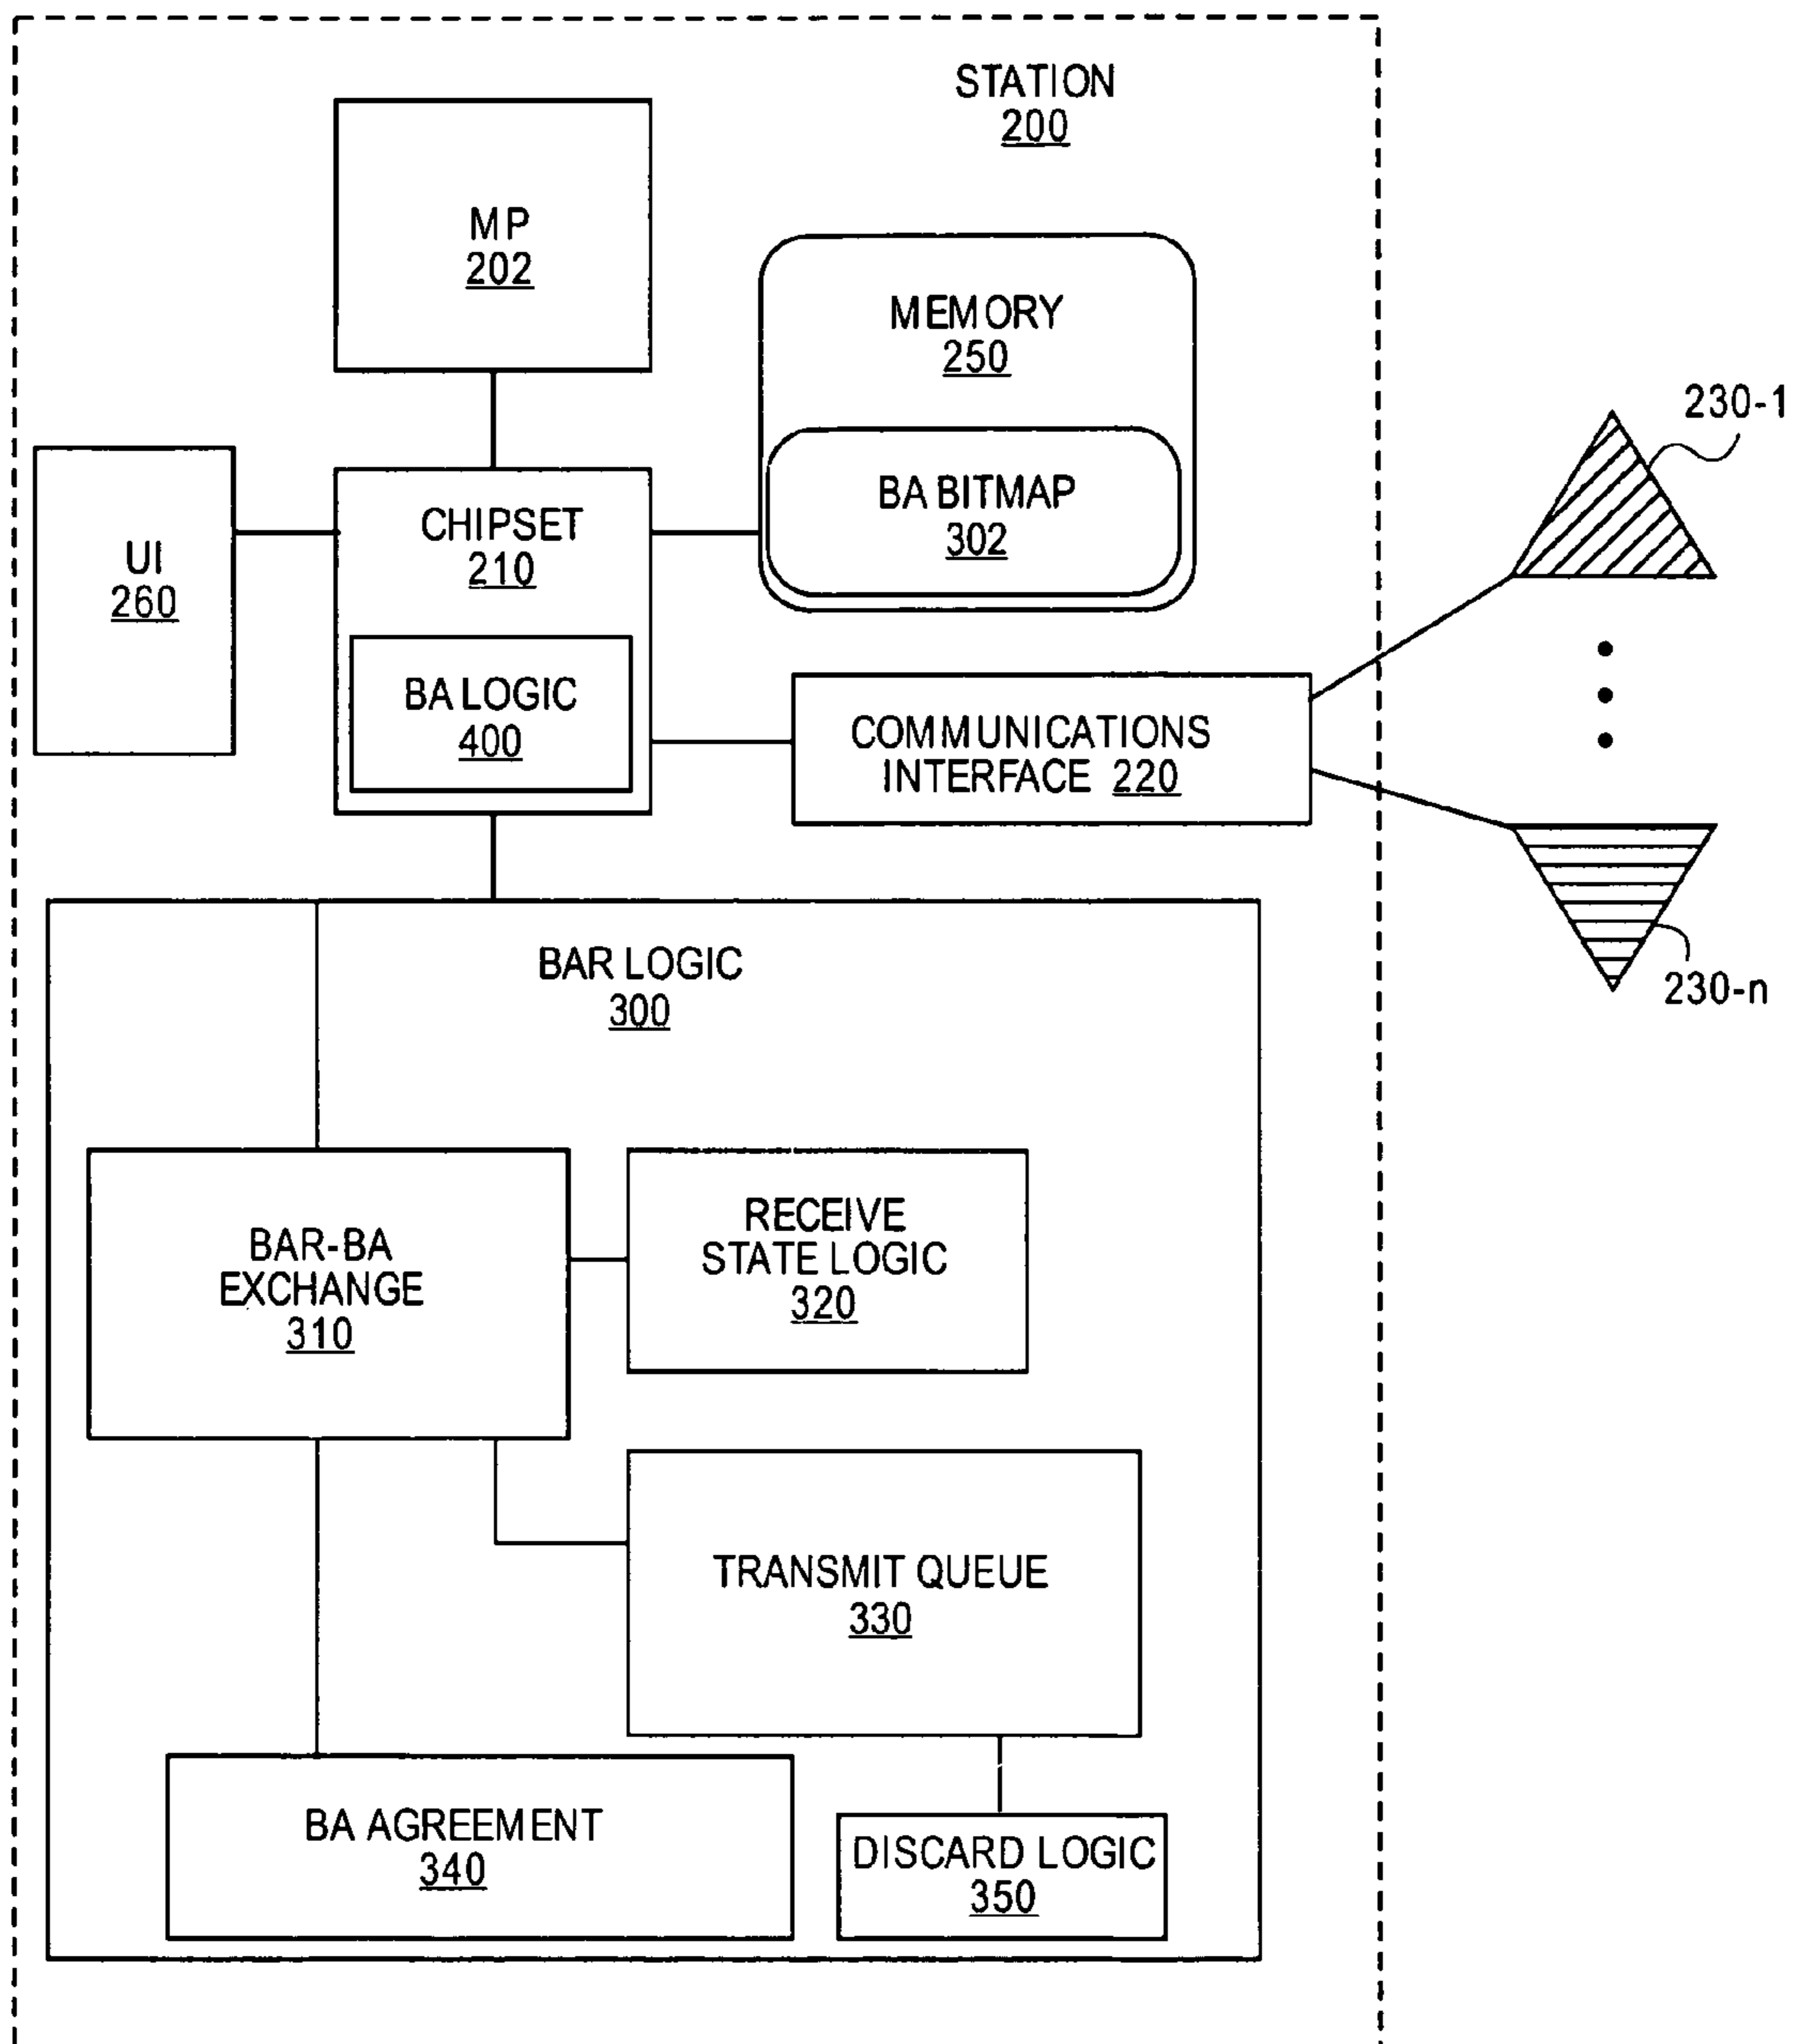 STATION
200
MP
202
MEMORY
250
BA BITMAP
302
CHIPSET
210
BA LOGIC
400
UI
260
COMMUNICATIONS
INTERFACE 220
230-1
230-n
BAR LOGIC
300
BAR-BA
EXCHANGE
310
RECEIVE
STATE LOGIC
320
TRANSMIT QUEUE
330
BA AGREEMENT
340
DISCARD LOGIC
350